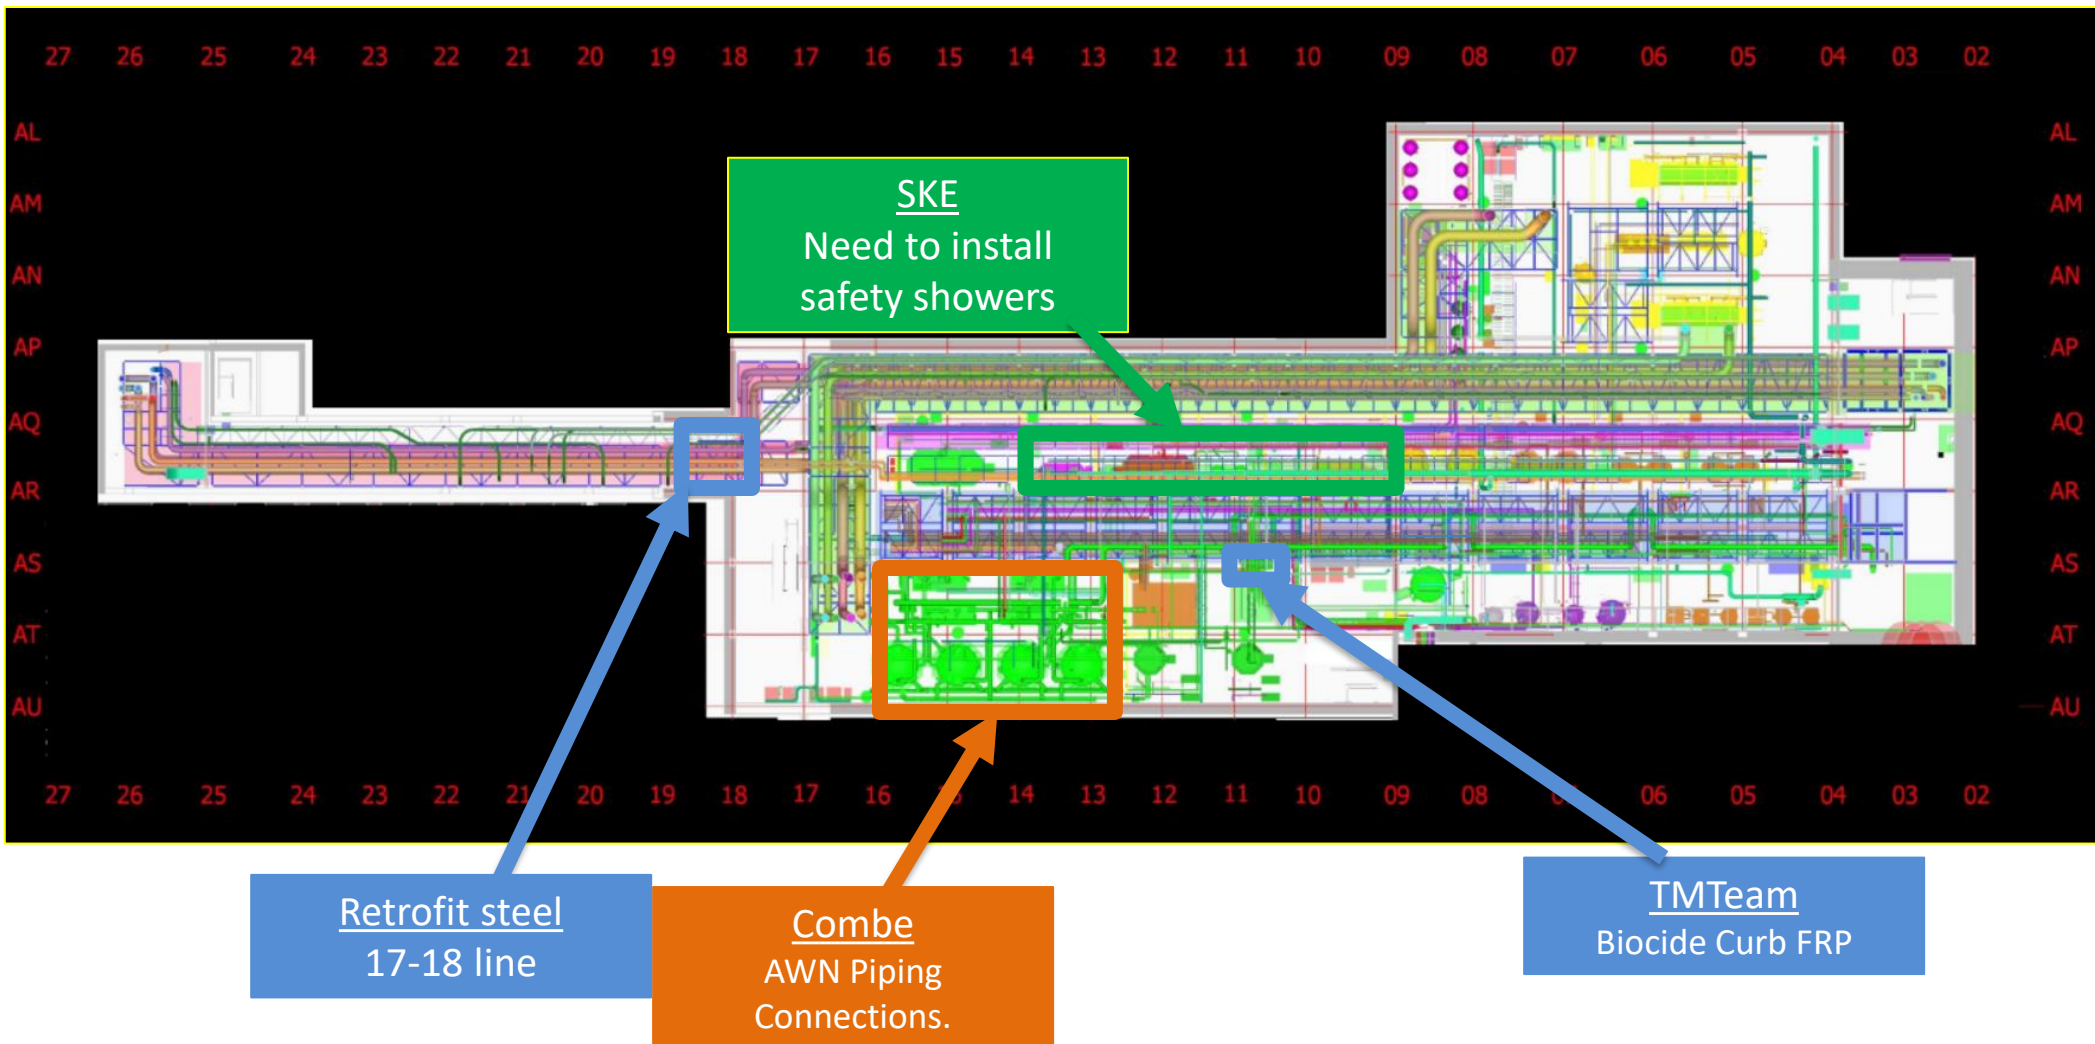 27 26 25 24 23 22 21 20 19 18 17 16 15 14 13 12 11 10 09 08 07 06 05 04 03 02
AL AL
AM AM
SKE
Need to install
safety showers
AN AN
AP AP
AQ AQ
AR AR
AS AS
AT AT
AU AU
27 26 25 24 23 22 21 20 19 18 17 16 15 14 13 12 11 10 09 08 06 05 04 03 02
Retrofit steel
17-18 line
Combe
AWN Piping
Connections.
TMTeam
Biocide Curb FRP